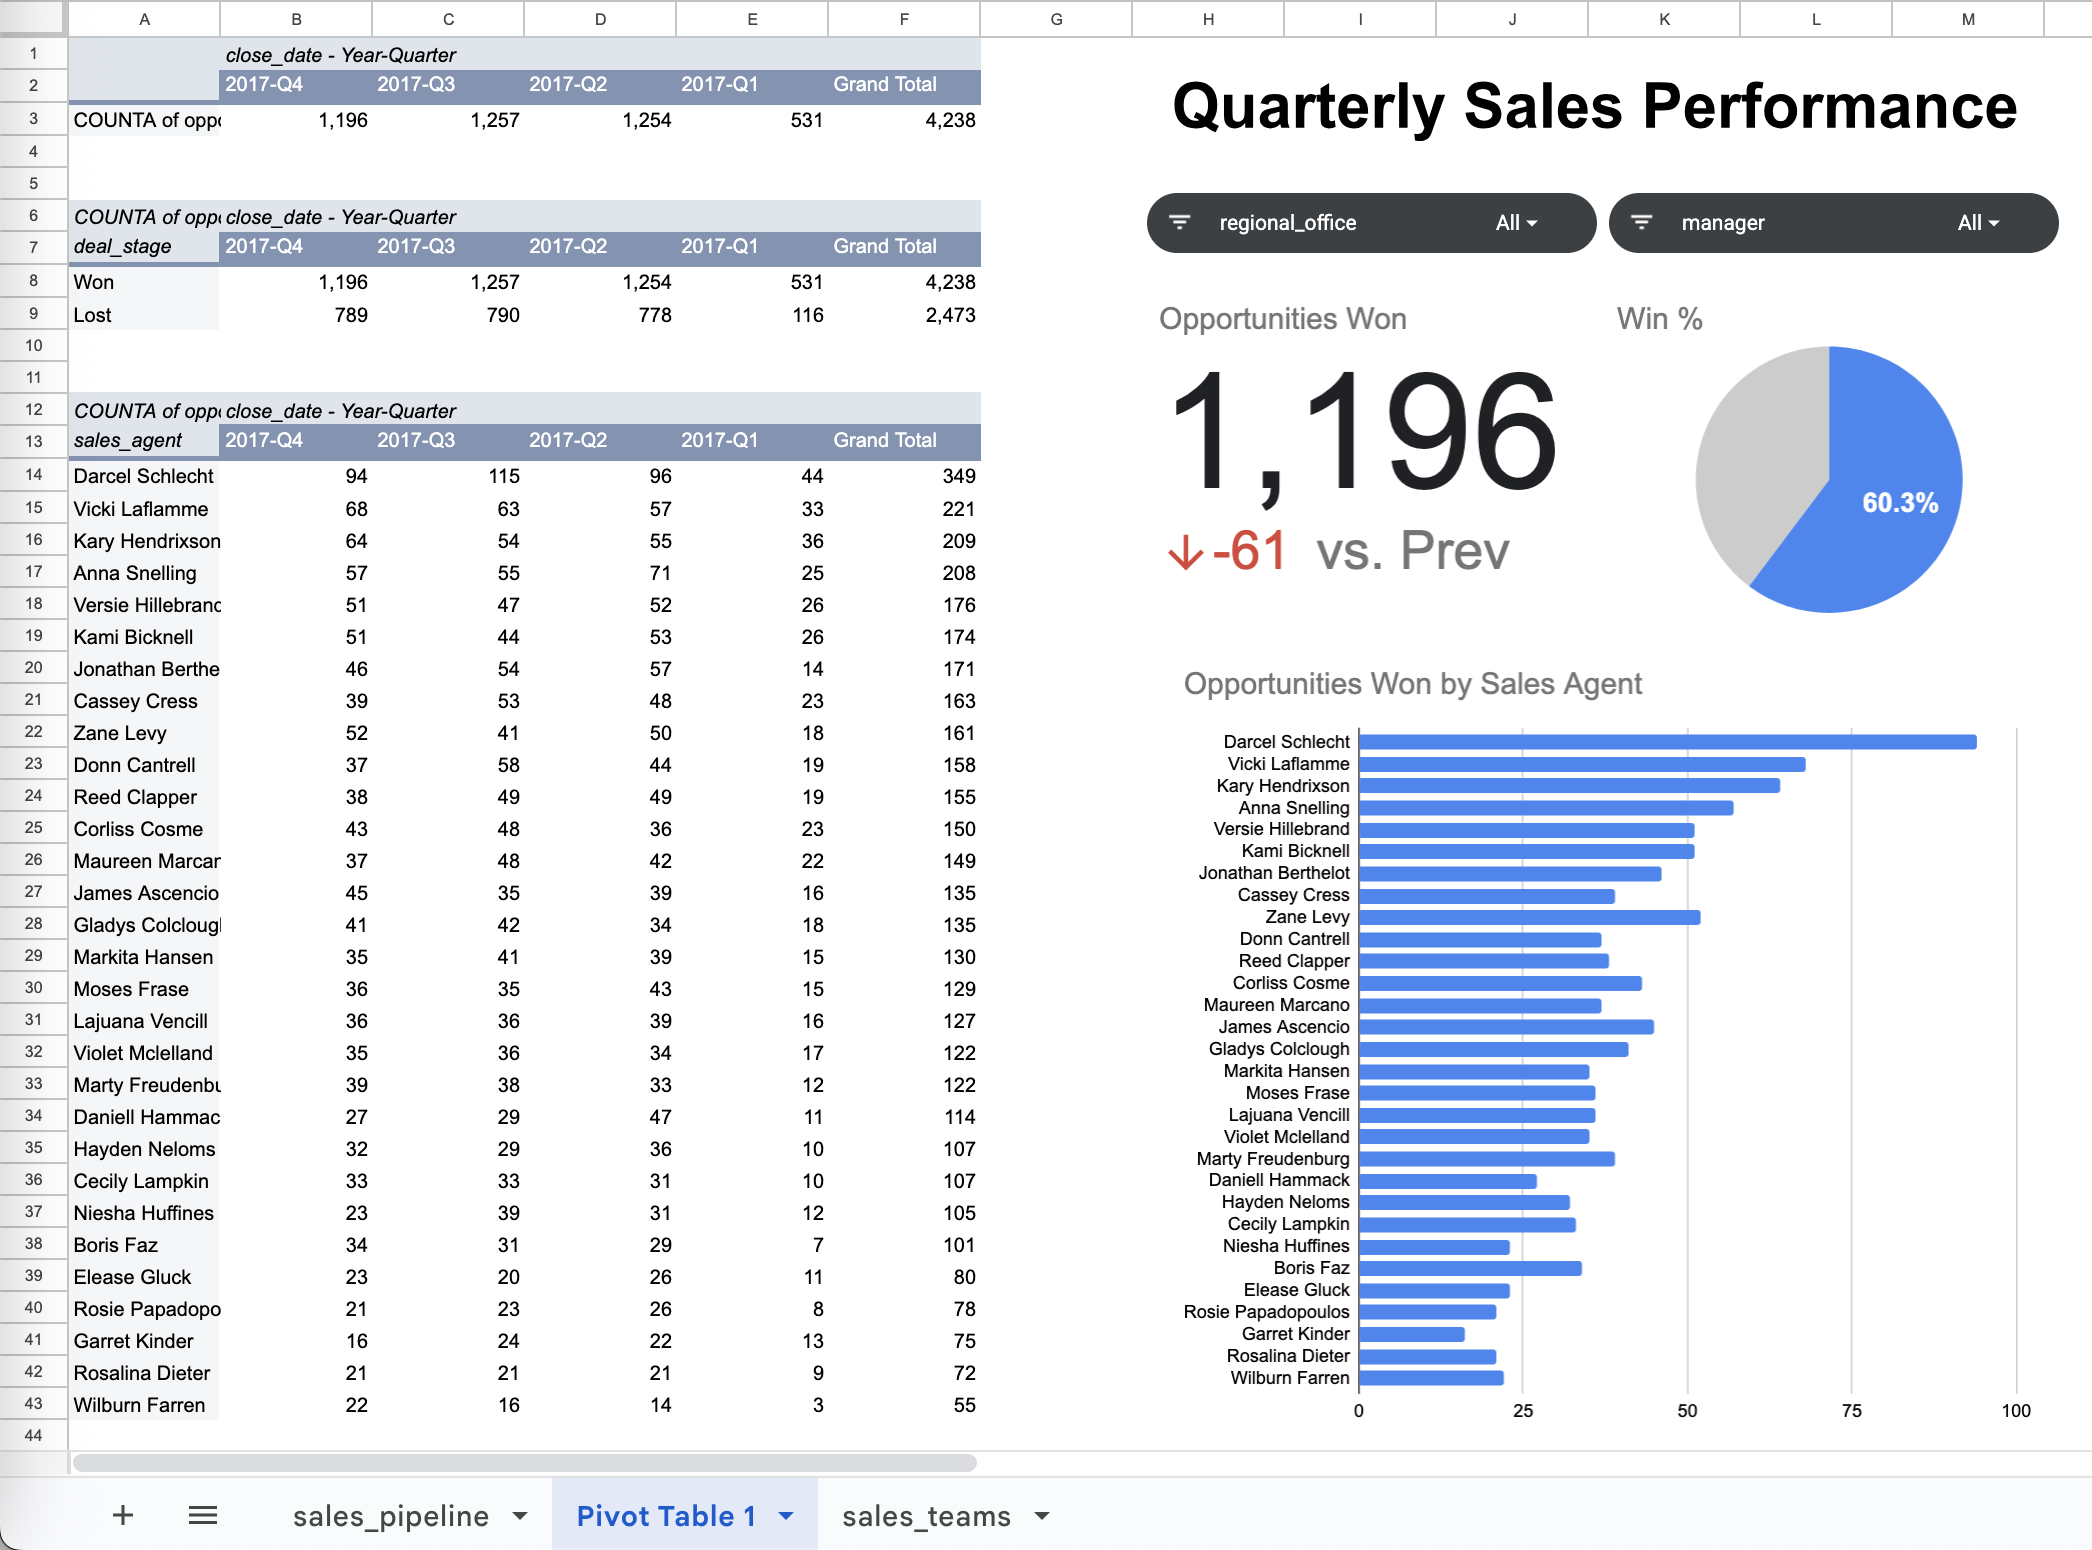 A B C D E F G H I J K L M
1 close_date - Year-Quarter
2 2017-Q4 2017-Q3 2017-Q2 2017-Q1 Grand Total
3 COUNTA of oppo 1,196 1,257 1,254 531 4,238
4
5
6 COUNTA of oppo close_date - Year-Quarter
7 deal_stage 2017-Q4 2017-Q3 2017-Q2 2017-Q1 Grand Total
8 Won 1,196 1,257 1,254 531 4,238
9 Lost 789 790 778 116 2,473
10
11
12 COUNTA of oppo close_date - Year-Quarter
13 sales_agent 2017-Q4 2017-Q3 2017-Q2 2017-Q1 Grand Total
14 Darcel Schlecht 94 115 96 44 349
15 Vicki Laflamme 68 63 57 33 221
16 Kary Hendrixson 64 54 55 36 209
17 Anna Snelling 57 55 71 25 208
18 Versie Hillebrand 51 47 52 26 176
19 Kami Bicknell 51 44 53 26 174
20 Jonathan Berthe 46 54 57 14 171
21 Cassey Cress 39 53 48 23 163
22 Zane Levy 52 41 50 18 161
23 Donn Cantrell 37 58 44 19 158
24 Reed Clapper 38 49 49 19 155
25 Corliss Cosme 43 48 36 23 150
26 Maureen Marcar 37 48 42 22 149
27 James Ascencio 45 35 39 16 135
28 Gladys Colclough 41 42 34 18 135
29 Markita Hansen 35 41 39 15 130
30 Moses Frase 36 35 43 15 129
31 Lajuana Vencill 36 36 39 16 127
32 Violet Mclelland 35 36 34 17 122
33 Marty Freudenbu 39 38 33 12 122
34 Daniell Hammac 27 29 47 11 114
35 Hayden Neloms 32 29 36 10 107
36 Cecily Lampkin 33 33 31 10 107
37 Niesha Huffines 23 39 31 12 105
38 Boris Faz 34 31 29 7 101
39 Elease Gluck 23 20 26 11 80
40 Rosie Papadopo 21 23 26 8 78
41 Garret Kinder 16 24 22 13 75
42 Rosalina Dieter 21 21 21 9 72
43 Wilburn Farren 22 16 14 3 55
44
Quarterly Sales Performance
regional_office All manager All
Opportunities Won Win %
1,196
60.3%
-61 vs. Prev
Opportunities Won by Sales Agent
Darcel Schlecht
Vicki Laflamme
Kary Hendrixson
Anna Snelling
Versie Hillebrand
Kami Bicknell
Jonathan Berthelot
Cassey Cress
Zane Levy
Donn Cantrell
Reed Clapper
Corliss Cosme
Maureen Marcano
James Ascencio
Gladys Colclough
Markita Hansen
Moses Frase
Lajuana Vencill
Violet Mclelland
Marty Freudenburg
Daniell Hammack
Hayden Neloms
Cecily Lampkin
Niesha Huffines
Boris Faz
Elease Gluck
Rosie Papadopoulos
Garret Kinder
Rosalina Dieter
Wilburn Farren
0 25 50 75 100
sales_pipeline Pivot Table 1 sales_teams